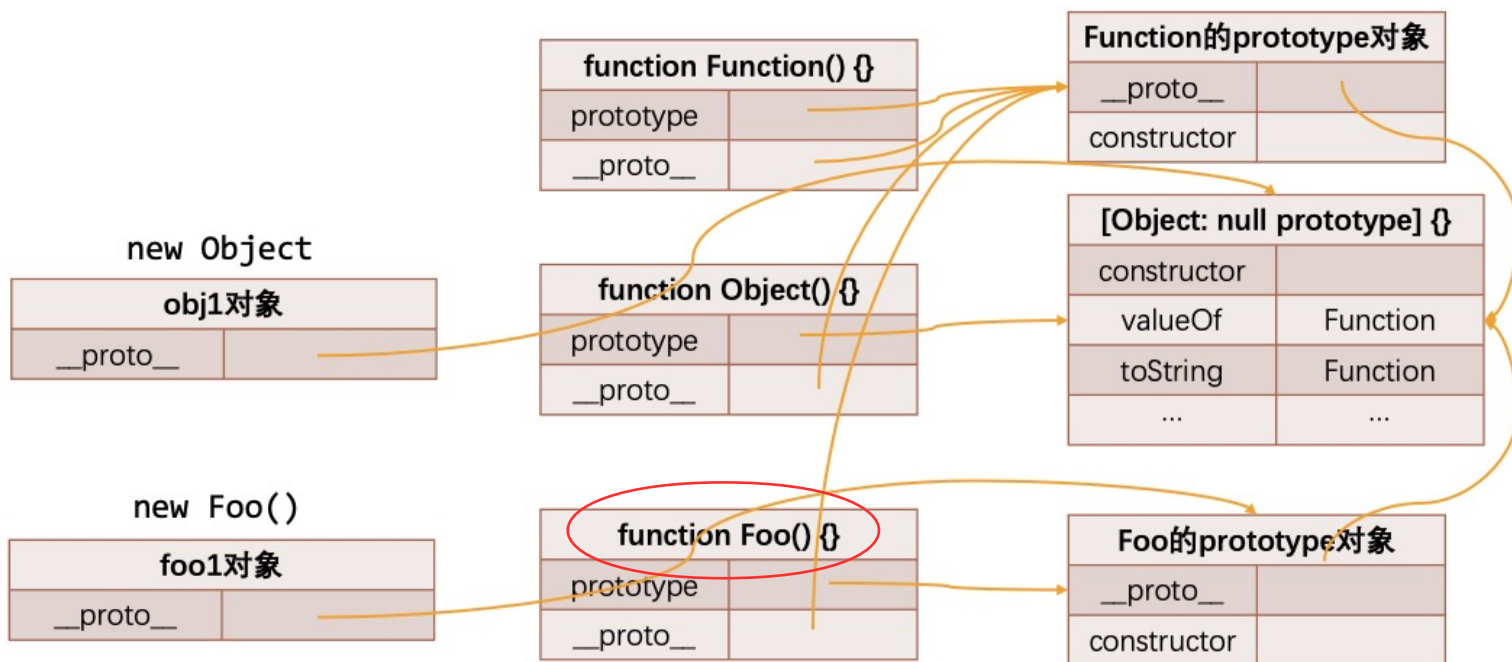 function Function() {}
prototype
__proto__
Function的prototype对象
__proto__
constructor
new Object
obj1对象
__proto__
function Object() {}
prototype
__proto__
[Object: null prototype] {}
constructor
valueOf Function
toString Function
... ...
new Foo()
foo1对象
__proto__
function Foo() {}
prototype
__proto__
Foo的prototype对象
__proto__
constructor